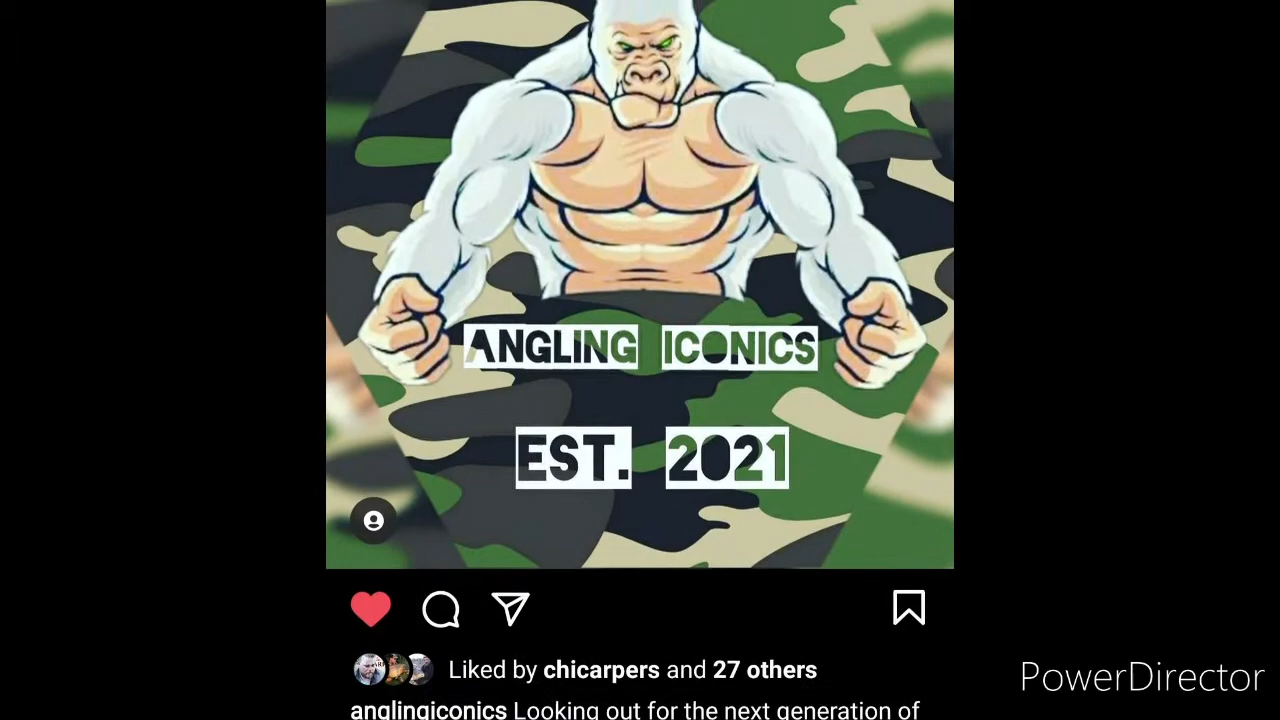 ANGLING ICONICS
EST. 2021
Liked by chicarpers and 27 others
anglingiconics Looking out for the next generation of
PowerDirector